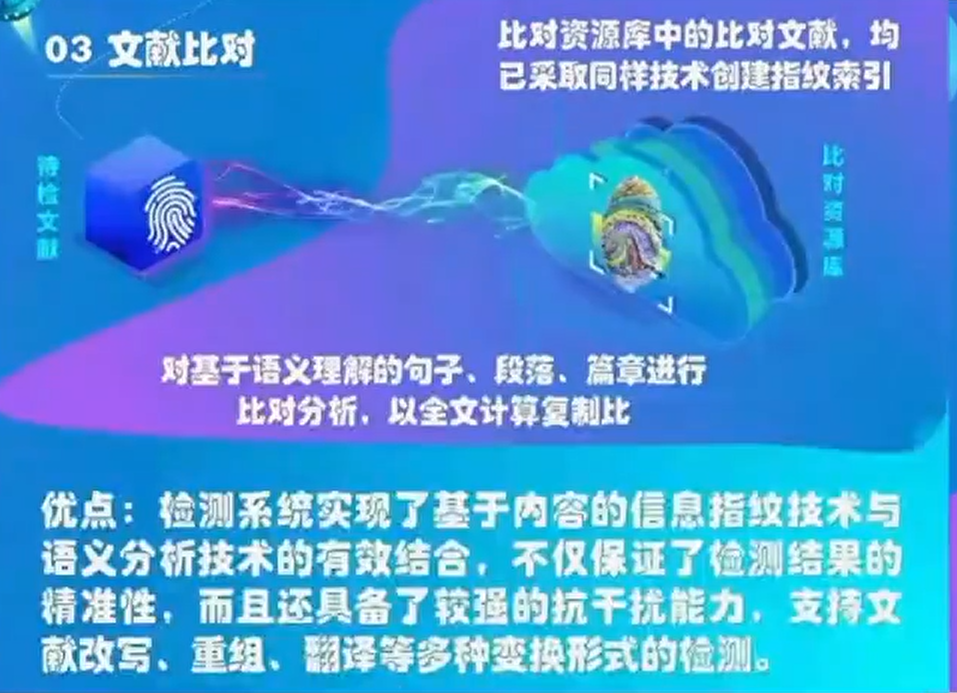 03 文献比对
比对资源库中的比对文献，均
已采取同样技术创建指纹索引
待检文献
比对资源库
对基于语义理解的句子、段落、篇章进行
比对分析，以全文计算复制比
优点：检测系统实现了基于内容的信息指纹技术与
语义分析技术的有效结合，不仅保证了检测结果的
精准性，而且还具备了较强的抗干扰能力，支持文
献改写、重组、翻译等多种变换形式的检测。